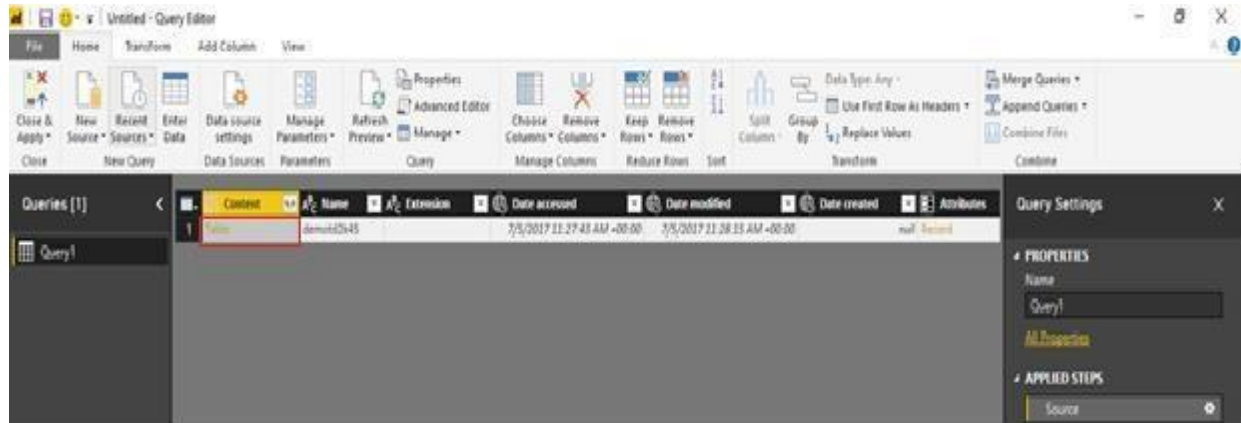 Untitled - Query Editor
File Home Transform Add Column View
Close & Apply
New Source
Recent Sources
Enter Data
Data source settings
Manage Parameters
Refresh Preview
Properties
Advanced Editor
Manage
Choose Columns
Remove Columns
Keep Rows
Remove Rows
Split Column
Group By
Data Type: Any
Use First Row As Headers
Replace Values
Merge Queries
Append Queries
Combine Files
Close New Query Data Sources Parameters Query Manage Columns Reduce Rows Sort Transform Combine
Queries [1]
Query1
Content Name Extension Date accessed Date modified Date created Attributes
1 Table 7/5/2017 11:27:43 AM +00:00 7/5/2017 11:28:15 AM +00:00 null Record
Query Settings
PROPERTIES
Name
Query1
All Properties
APPLIED STEPS
Source